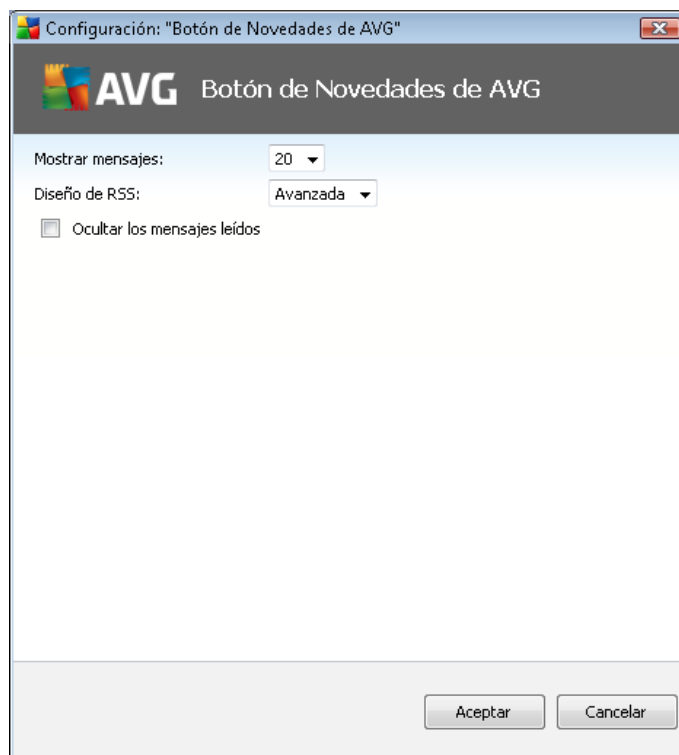 Configuración: "Botón de Novedades de AVG"
AVG Botón de Novedades de AVG
Mostrar mensajes: 20
Diseño de RSS: Avanzada
Ocultar los mensajes leídos
Aceptar Cancelar